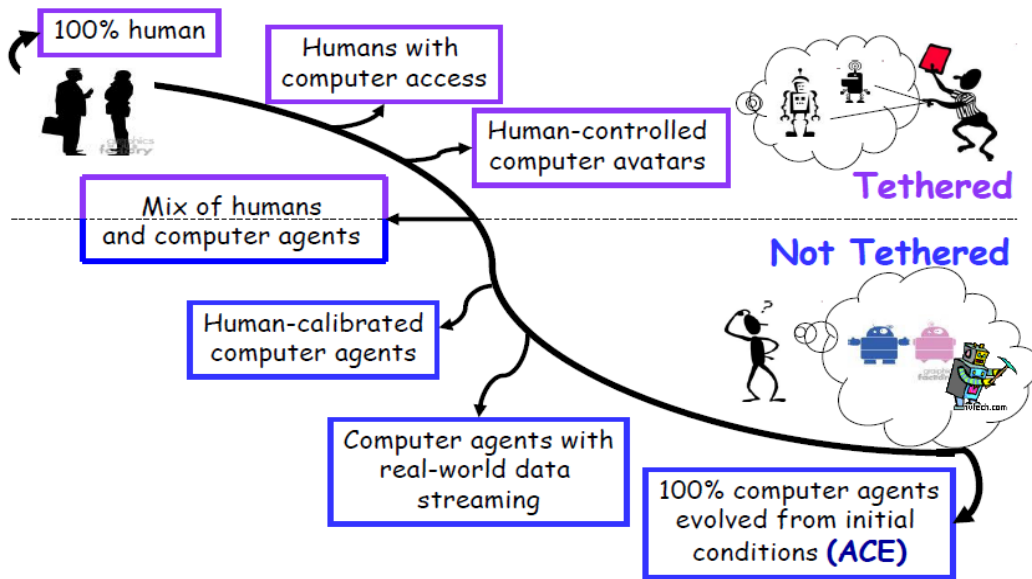 100% human
Humans with
computer access
Human-controlled
computer avatars
Tethered
Mix of humans
and computer agents
Not Tethered
?
Human-calibrated
computer agents
Computer agents with
real-world data
streaming
100% computer agents
evolved from initial
conditions (ACE)